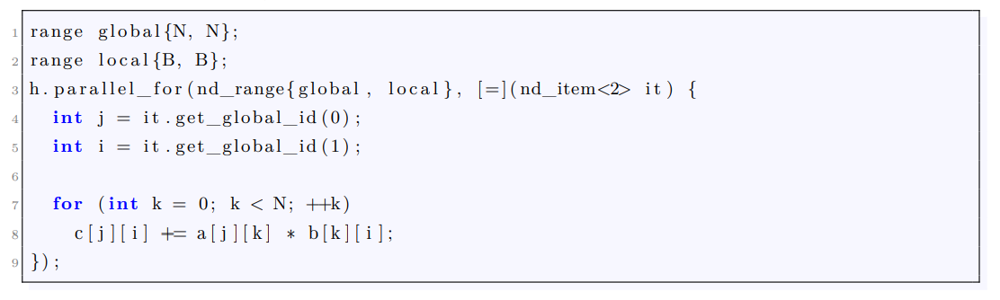 1 range global{N, N};
2 range local{B, B};
3 h.parallel_for(nd_range{global, local}, [=](nd_item<2> it) {
4 int j = it.get_global_id(0);
5 int i = it.get_global_id(1);
6
7 for (int k = 0; k < N; ++k)
8 c[j][i] += a[j][k] * b[k][i];
9 });